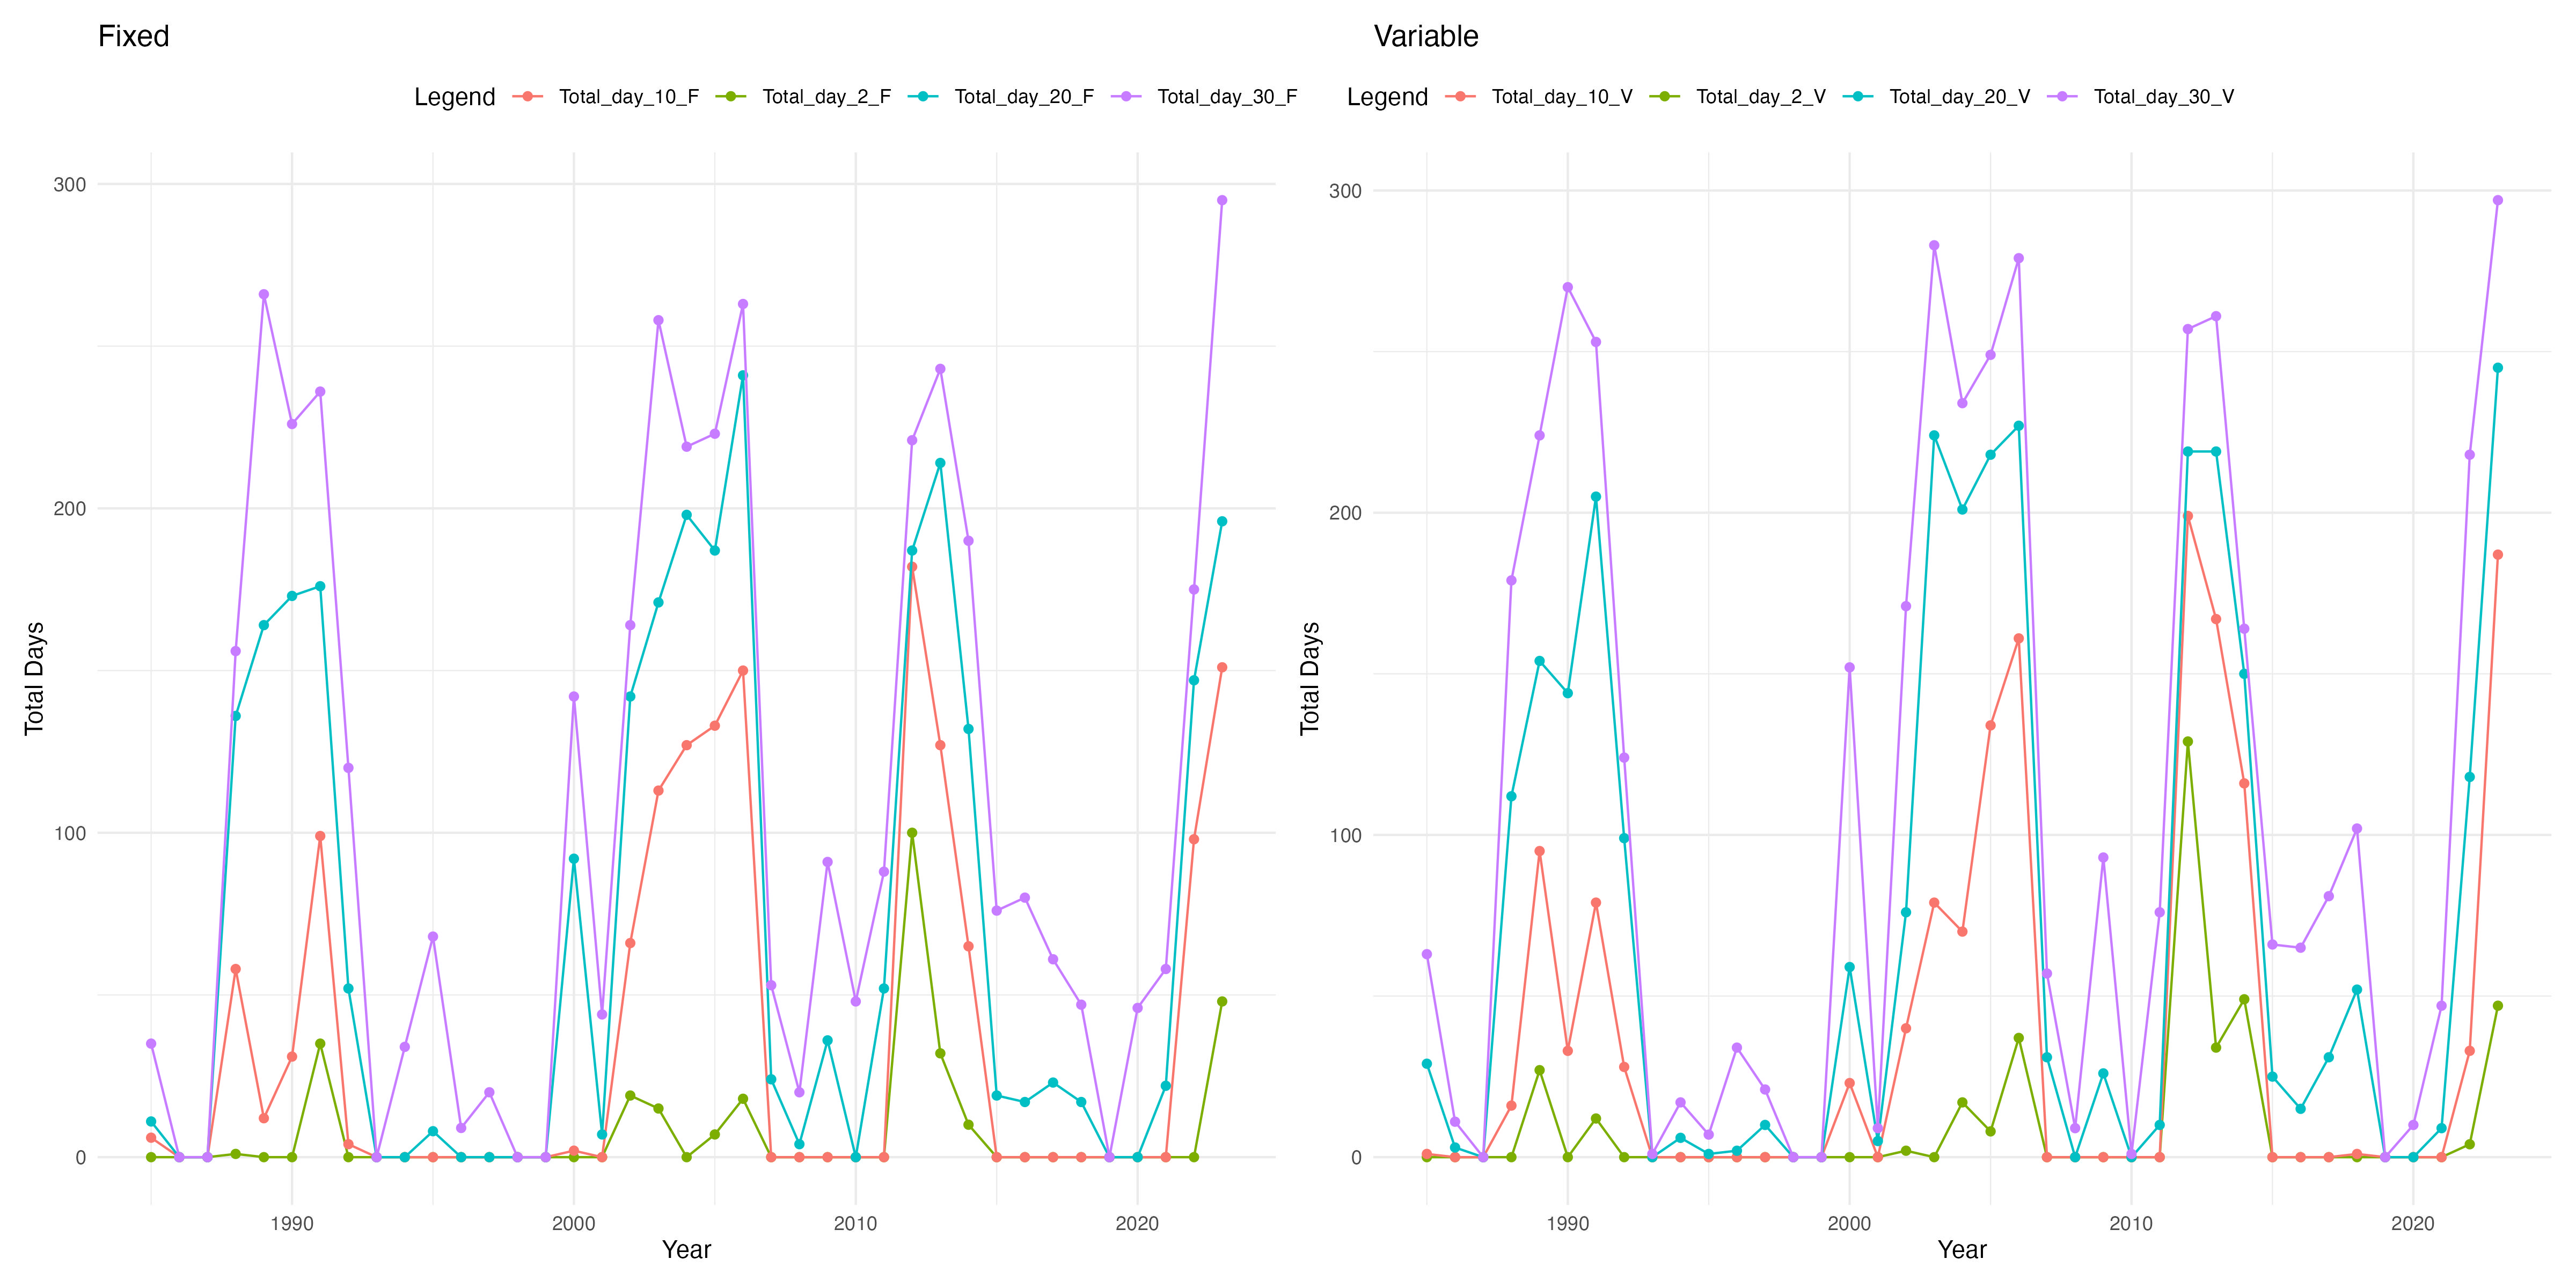 Fixed
Legend Total_day_10_F Total_day_2_F Total_day_20_F Total_day_30_F
300
200
100
0
Total Days
1990 2000 2010 2020
Year
Variable
Legend Total_day_10_V Total_day_2_V Total_day_20_V Total_day_30_V
300
200
100
0
Total Days
1990 2000 2010 2020
Year